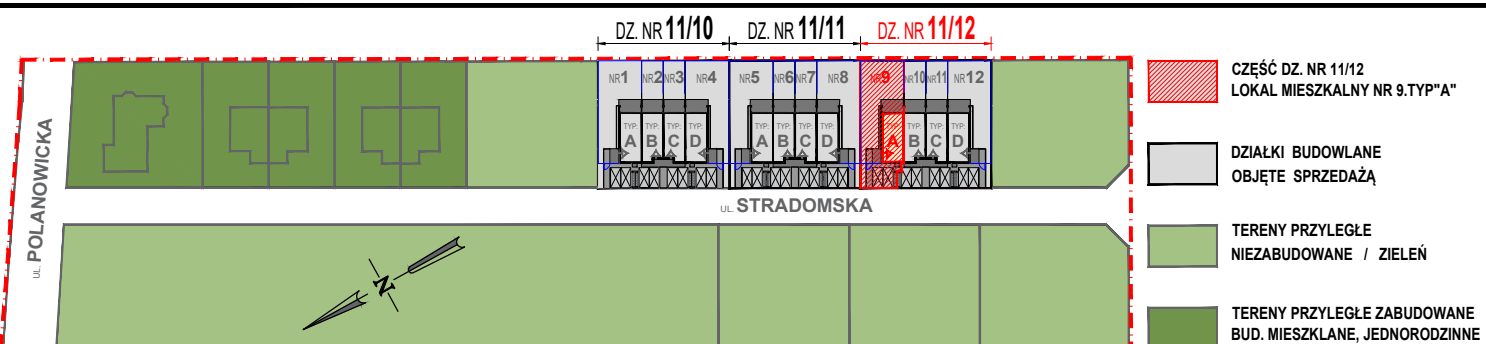 DZ. NR 11/10 DZ. NR 11/11 DZ. NR 11/12
NR1 NR2 NR3 NR4 NR5 NR6 NR7 NR8 NR9 NR10 NR11 NR12
TYP: TYP: TYP: TYP: TYP: TYP: TYP: TYP: TYP: TYP: TYP:
A B C D A B C D A B C D
UL. STRADOMSKA
UL. POLANOWICKA
N
CZĘŚĆ DZ. NR 11/12
LOKAL MIESZKALNY NR 9.TYP"A"
DZIAŁKI BUDOWLANE
OBJĘTE SPRZEDAŻĄ
TERENY PRZYLEGŁE
NIEZABUDOWANE / ZIELEŃ
TERENY PRZYLEGŁE ZABUDOWANE
BUD. MIESZKLANE, JEDNORODZINNE